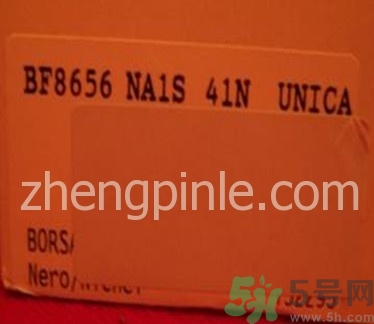 BF8656 NA1S 41N UNICA
zhengpinle.com
BORSA
Nero/
5号网
www.5h.com